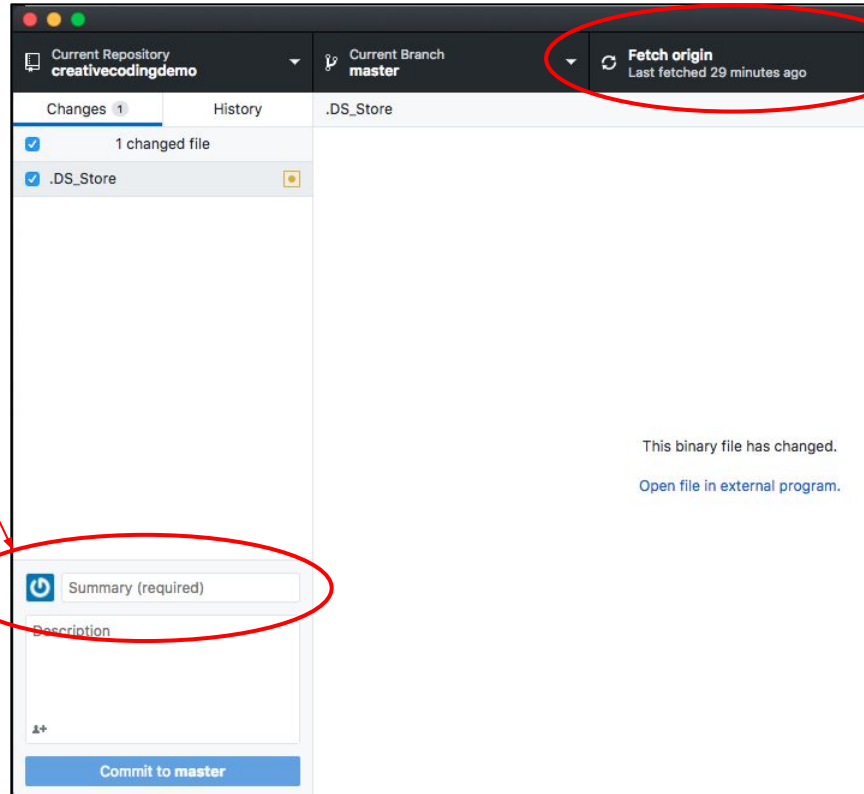 Current Repository
creativecodingdemo
Current Branch
master
Fetch origin
Last fetched 29 minutes ago
Changes 1
History
.DS_Store
1 changed file
.DS_Store
This binary file has changed.
Open file in external program.
Summary (required)
Description
Commit to master